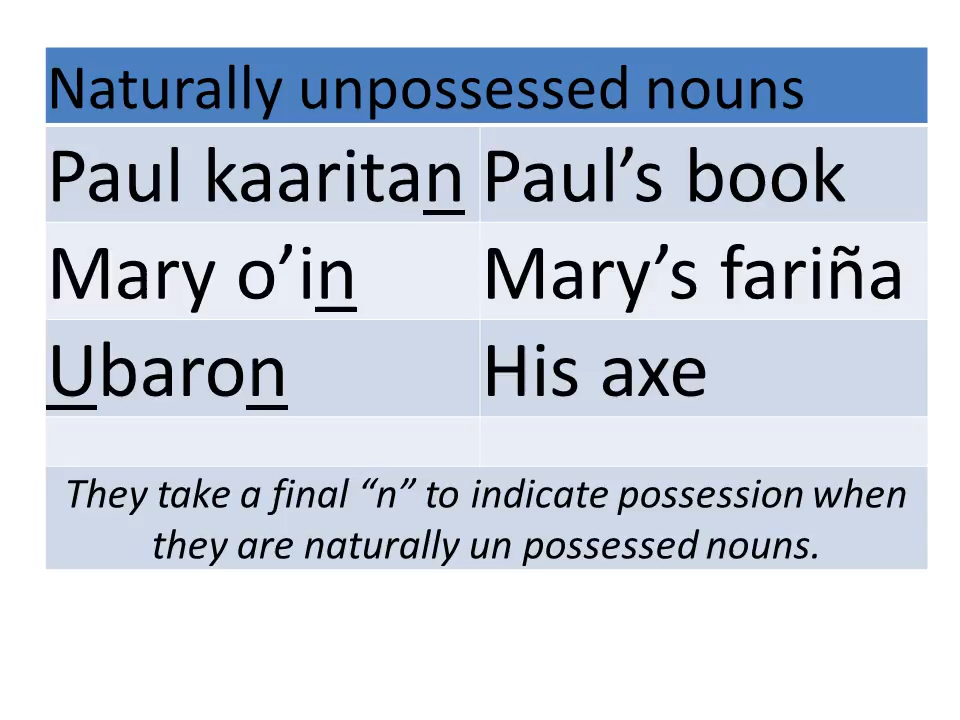 Naturally unpossessed nouns
Paul kaaritan Paul’s book
Mary o’in Mary’s fariña
Ubaron His axe
They take a final “n” to indicate possession when
they are naturally un possessed nouns.